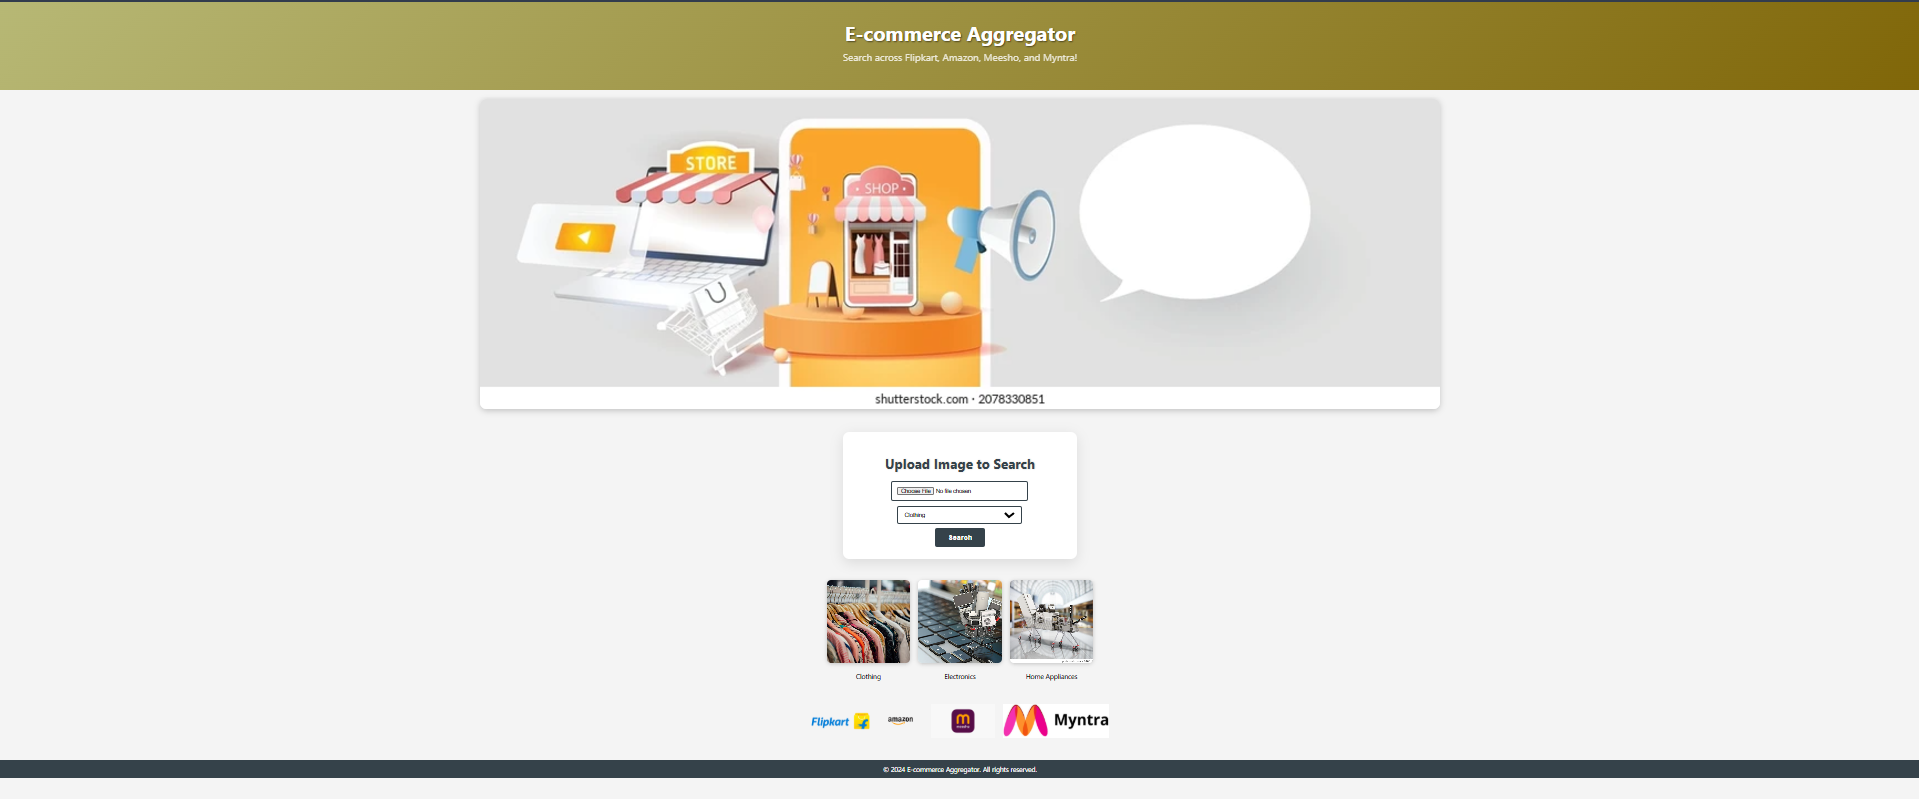 E-commerce Aggregator
Search across Flipkart, Amazon, Meesho, and Myntra!
STORE
SHOP
shutterstock.com · 2078330851
Upload Image to Search
Choose File No file chosen
Clothing
Search
Clothing Electronics Home Appliances
Flipkart amazon meesho Myntra
© 2024 E-commerce Aggregator. All rights reserved.